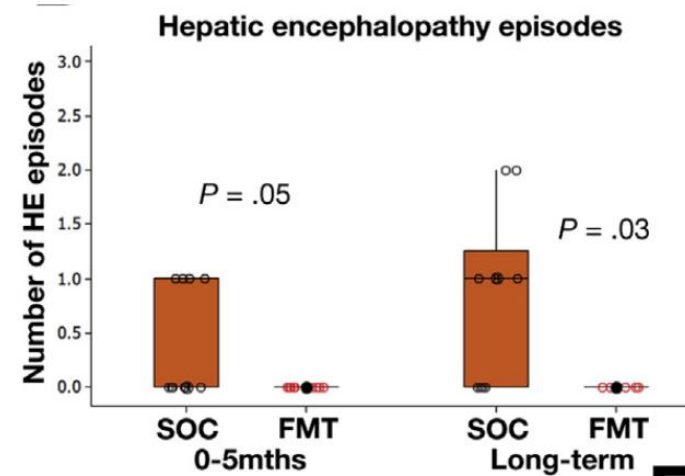 Hepatic encephalopathy episodes
Number of HE episodes
3.0
2.5
2.0
1.5
1.0
0.5
0.0
P = .05
P = .03
SOC FMT SOC FMT
0-5mths Long-term